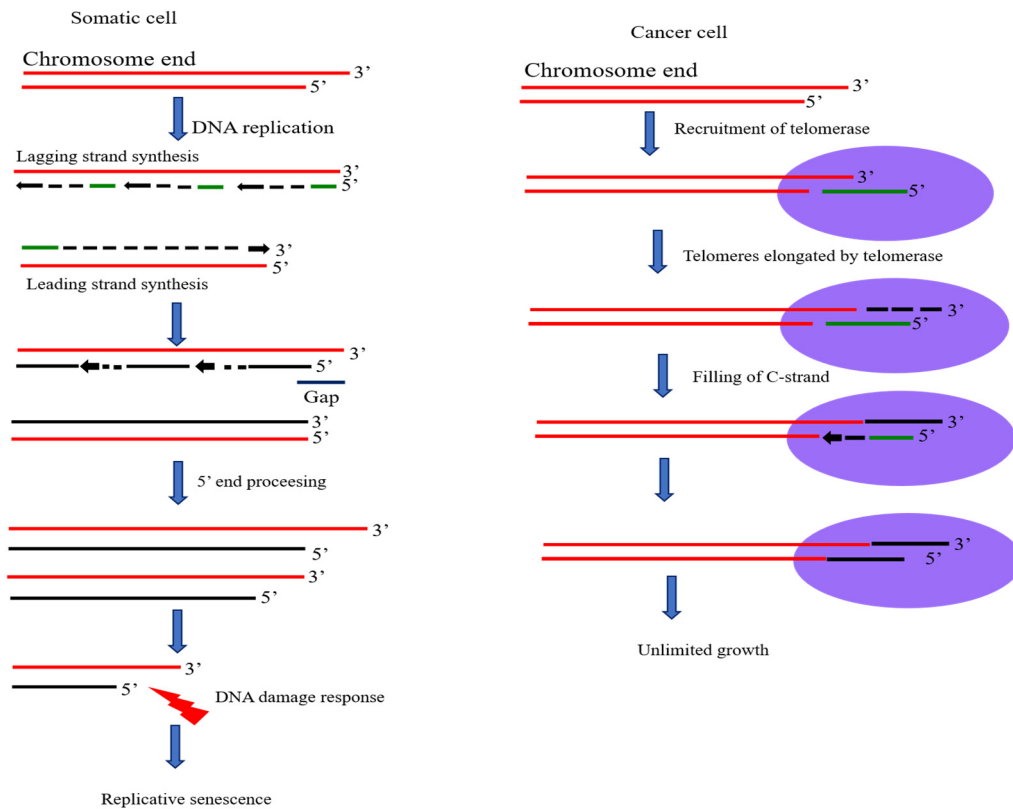 Somatic cell
Chromosome end
3’
5’
DNA replication
Lagging strand synthesis
3’
5’
3’
5’
Leading strand synthesis
3’
5’
Gap
3’
5’
5’ end proceesing
3’
5’
3’
5’
3’
5’
DNA damage response
Replicative senescence
Cancer cell
Chromosome end
3’
5’
Recruitment of telomerase
3’
5’
Telomeres elongated by telomerase
3’
5’
Filling of C-strand
3’
5’
3’
5’
Unlimited growth